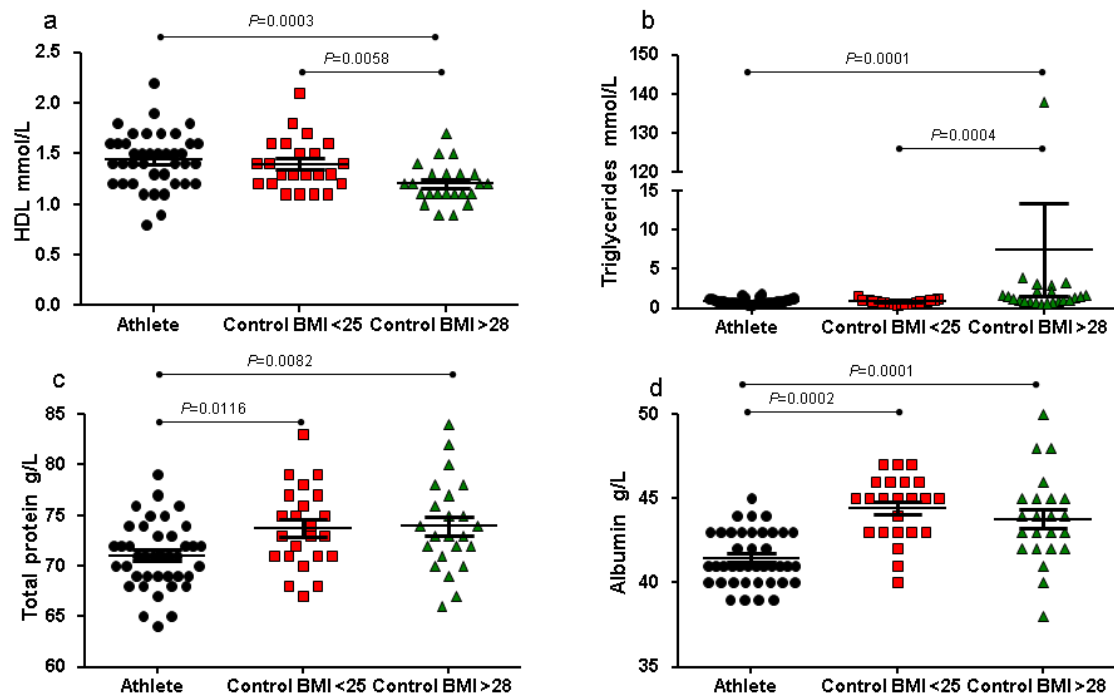 a
P=0.0003
P=0.0058
HDL mmol/L
2.5
2.0
1.5
1.0
0.5
0.0
Athlete Control BMI <25 Control BMI >28
b
P=0.0001
P=0.0004
Triglycerides mmol/L
150
140
130
120
15
10
5
0
Athlete Control BMI <25 Control BMI >28
c
P=0.0082
P=0.0116
Total protein g/L
85
80
75
70
65
60
Athlete Control BMI <25 Control BMI >28
d
P=0.0001
P=0.0002
Albumin g/L
50
45
40
35
Athlete Control BMI <25 Control BMI >28